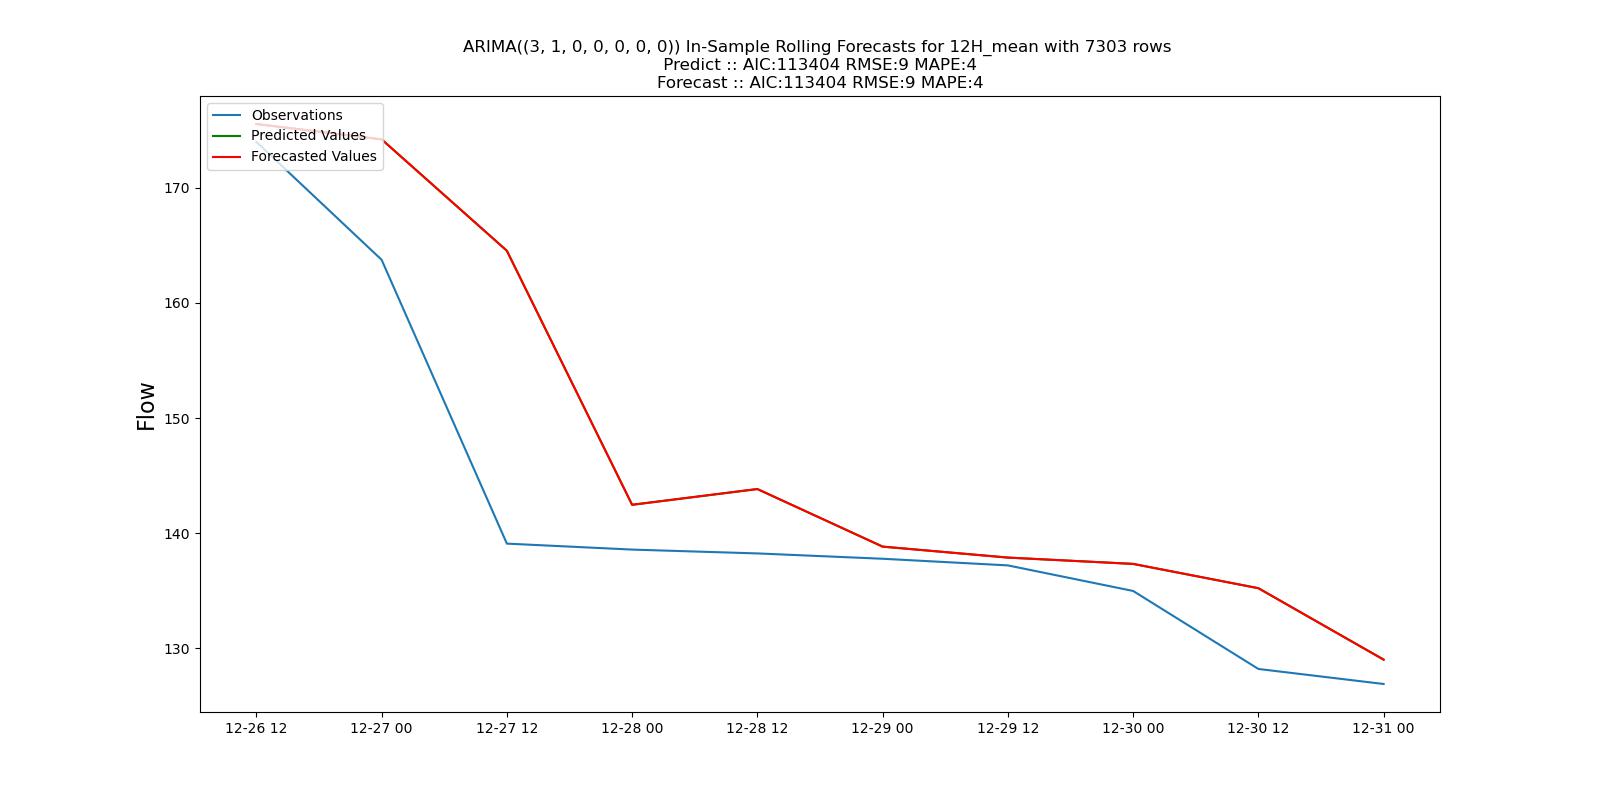 ARIMA((3, 1, 0, 0, 0, 0, 0)) In-Sample Rolling Forecasts for 12H_mean with 7303 rows
Predict :: AIC:113404 RMSE:9 MAPE:4
Forecast :: AIC:113404 RMSE:9 MAPE:4
Observations
Predicted Values
Forecasted Values
170
160
150
140
130
Flow
12-26 12
12-27 00
12-27 12
12-28 00
12-28 12
12-29 00
12-29 12
12-30 00
12-30 12
12-31 00